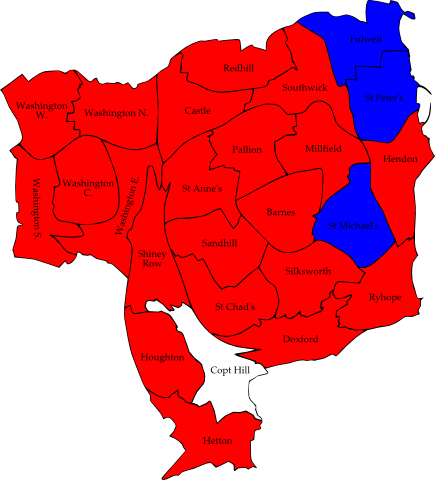 Fulwell
Redhill
Southwick
St Peter's
Washington
W.
Washington N.
Castle
Pallion
Millfield
Hendon
Washington
C.
Washington E.
Washington S.
St Anne's
Barnes
St Michael's
Sandhill
Shiney
Row
Silksworth
Ryhope
St Chad's
Doxford
Houghton
Copt Hill
Hetton